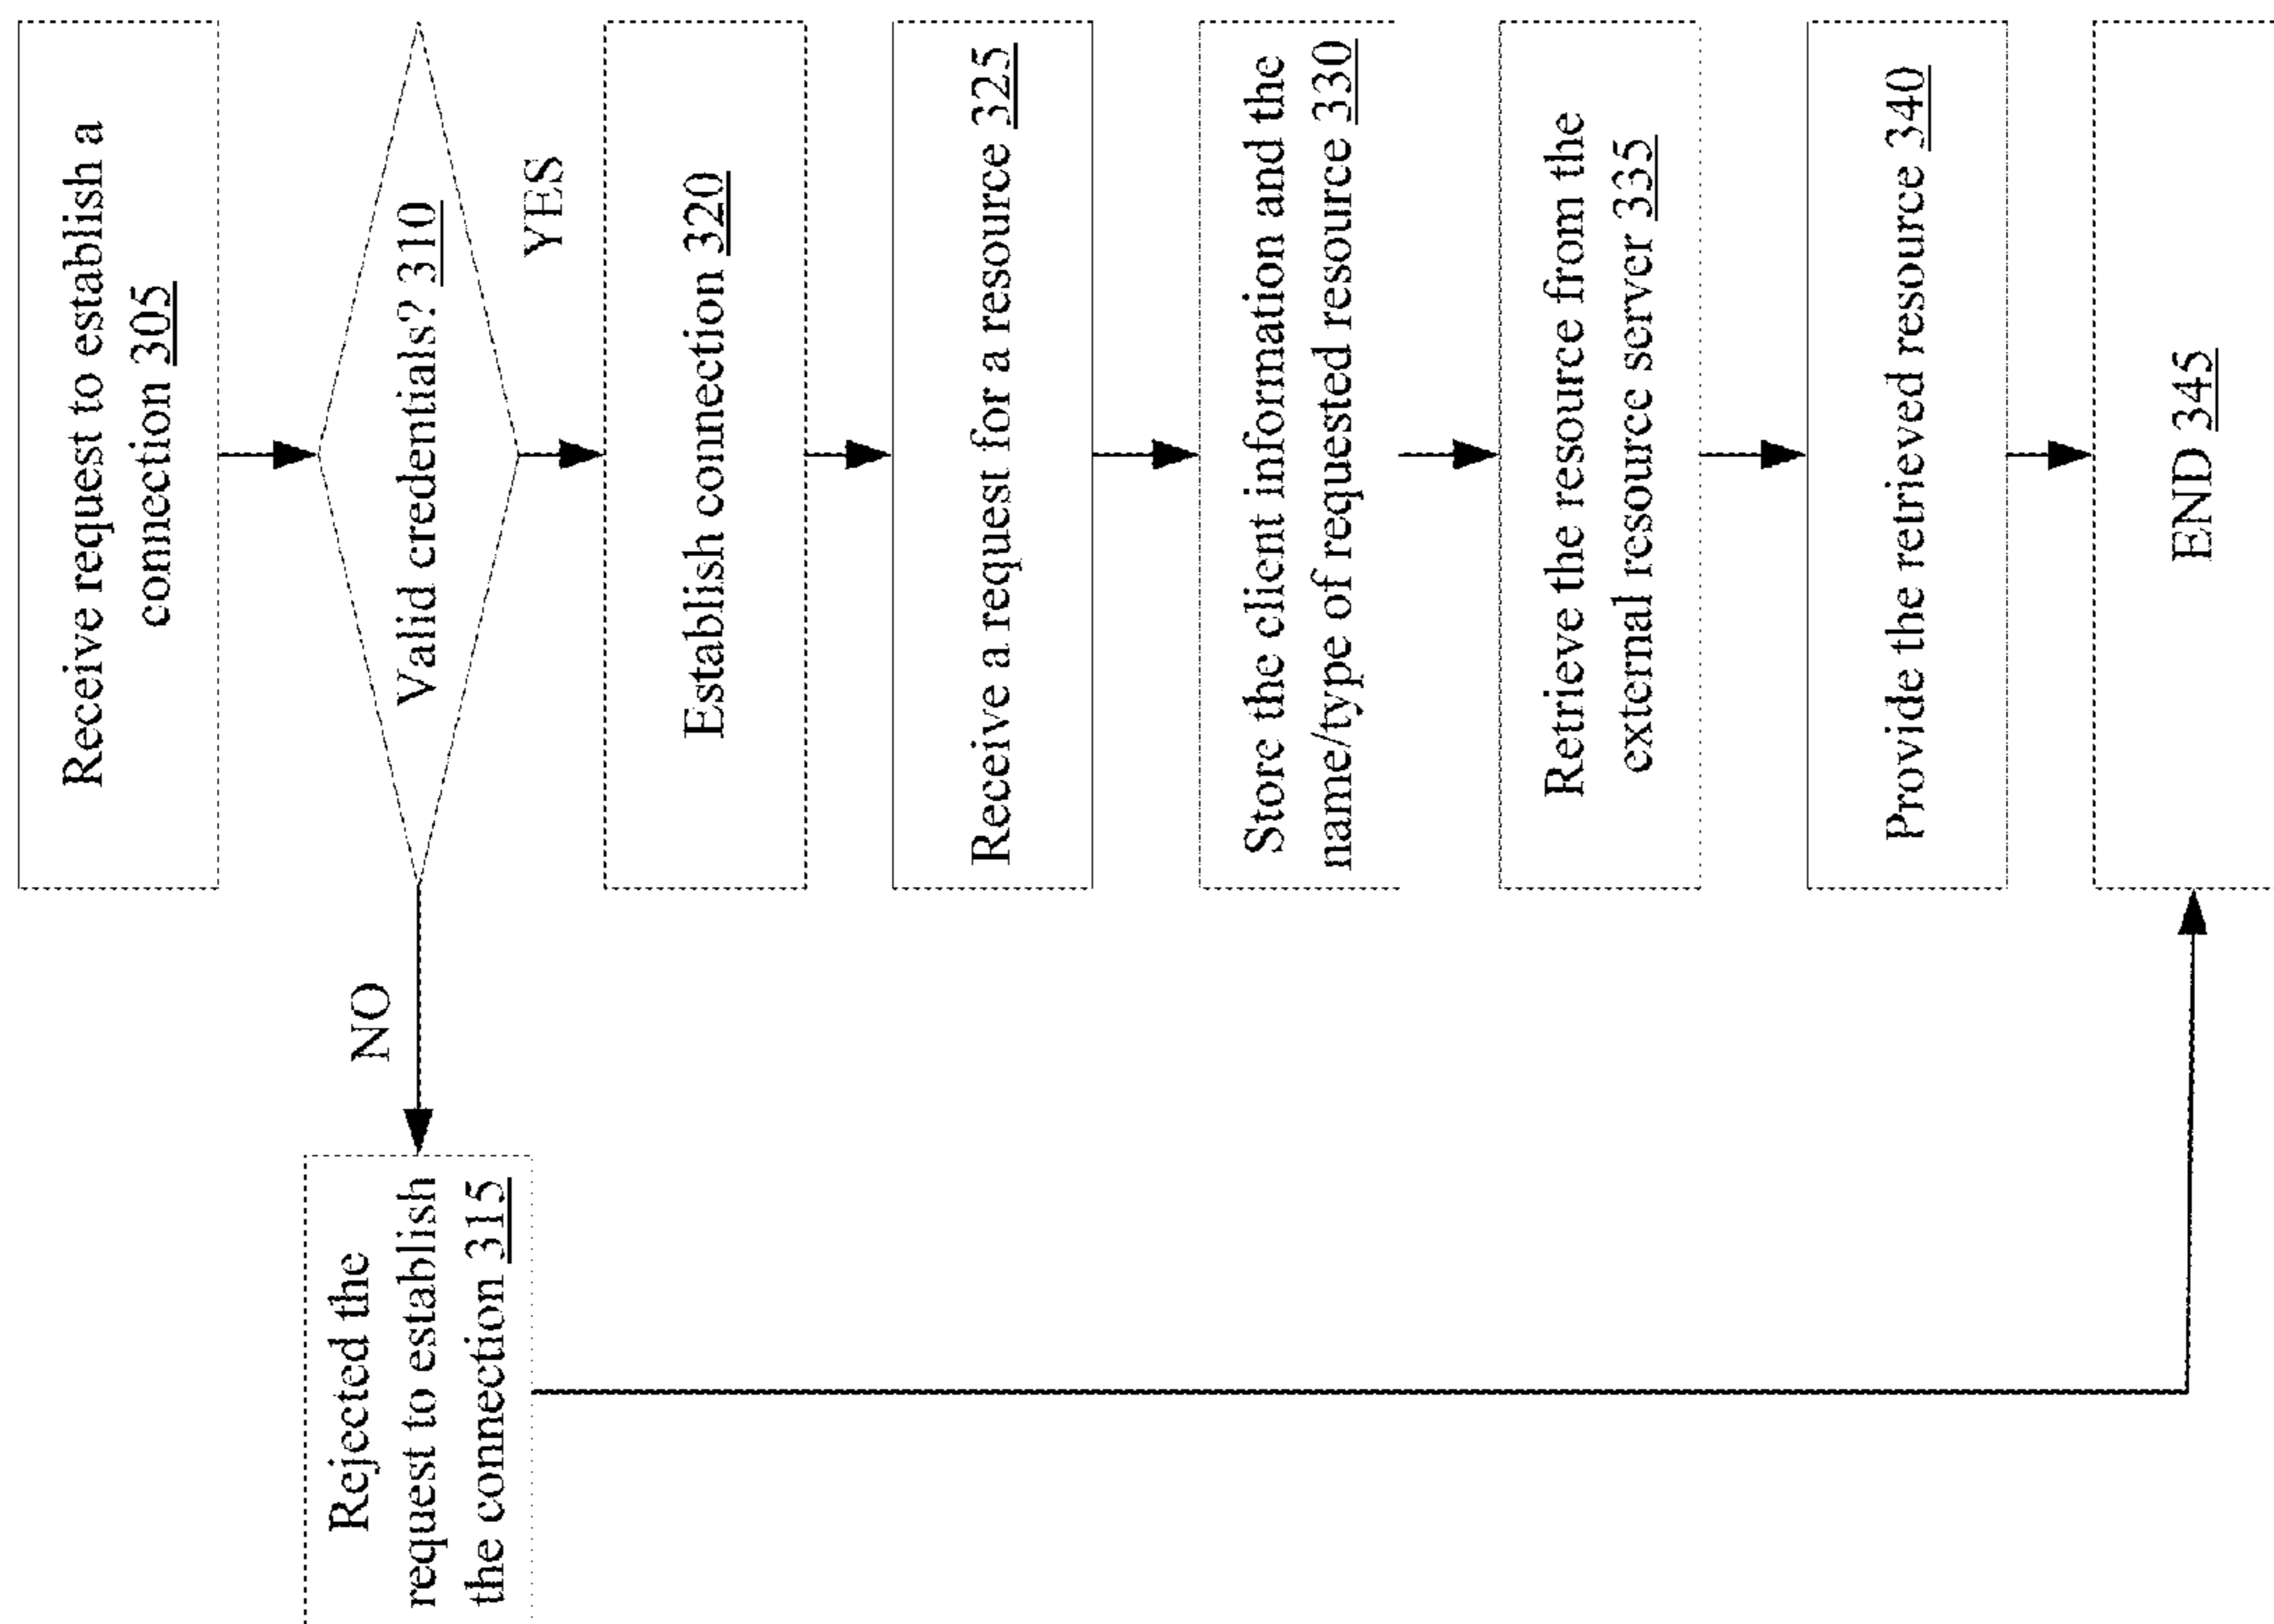 Receive request to establish a
connection 305
Valid credentials? 310
NO
Rejected the
request to establish
the connection 315
YES
Establish connection 320
Receive a request for a resource 325
Store the client information and the
name/type of requested resource 330
Retrieve the resource from the
external resource server 335
Provide the retrieved resource 340
END 345